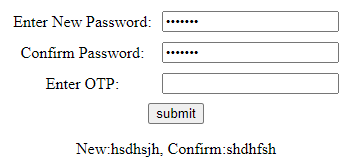 Enter New Password: •••••••
Confirm Password: •••••••
Enter OTP:
submit
New:hsdhsjh, Confirm:shdhfsh